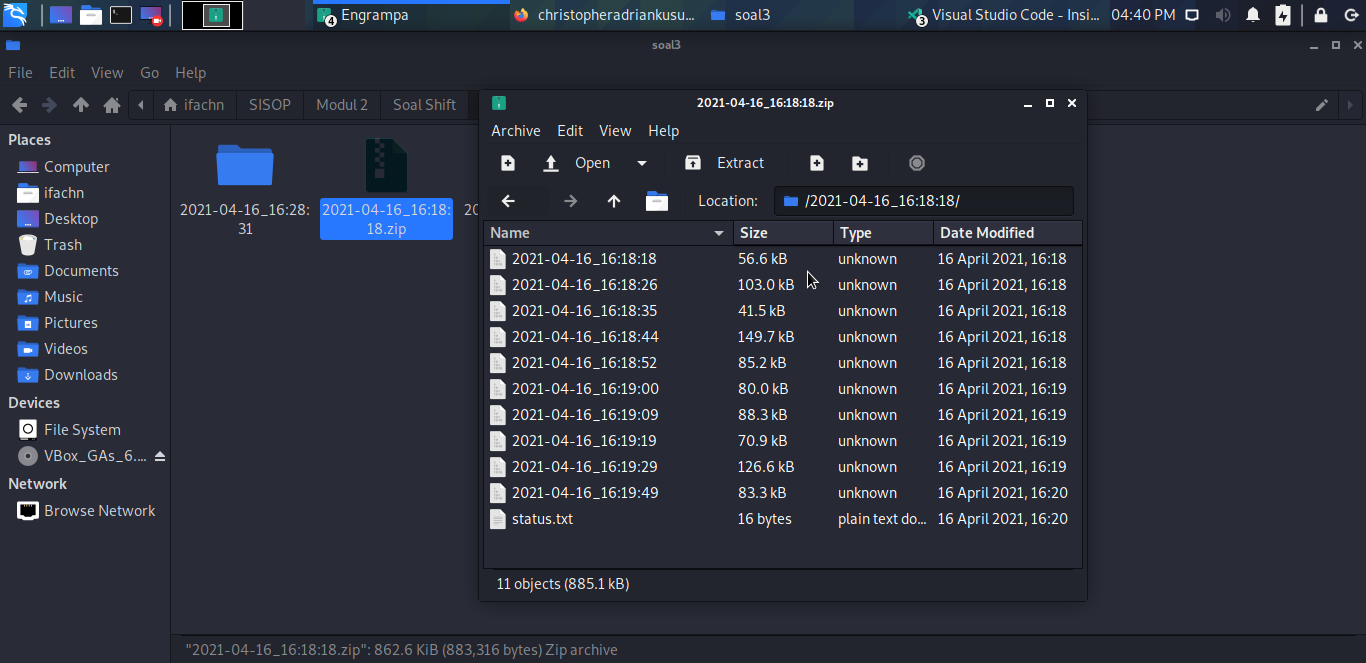 4
Engrampa
christopheradriankusu...
soal3
3
Visual Studio Code - Insi...
04:40 PM
soal3
File Edit View Go Help
ifachn
SISOP
Modul 2
Soal Shift
Places
Computer
ifachn
Desktop
Trash
Documents
Music
Pictures
Videos
Downloads
Devices
File System
VBox_GAs_6....
Network
Browse Network
2021-04-16_16:28:
31
2021-04-16_16:18:
18.zip
20
2021-04-16_16:18:18.zip
Archive Edit View Help
Open
Extract
Location: /2021-04-16_16:18:18/
Name Size Type Date Modified
2021-04-16_16:18:18 56.6 kB unknown 16 April 2021, 16:18
2021-04-16_16:18:26 103.0 kB unknown 16 April 2021, 16:18
2021-04-16_16:18:35 41.5 kB unknown 16 April 2021, 16:18
2021-04-16_16:18:44 149.7 kB unknown 16 April 2021, 16:18
2021-04-16_16:18:52 85.2 kB unknown 16 April 2021, 16:18
2021-04-16_16:19:00 80.0 kB unknown 16 April 2021, 16:19
2021-04-16_16:19:09 88.3 kB unknown 16 April 2021, 16:19
2021-04-16_16:19:19 70.9 kB unknown 16 April 2021, 16:19
2021-04-16_16:19:29 126.6 kB unknown 16 April 2021, 16:19
2021-04-16_16:19:49 83.3 kB unknown 16 April 2021, 16:20
status.txt 16 bytes plain text do... 16 April 2021, 16:20
11 objects (885.1 kB)
"2021-04-16_16:18:18.zip": 862.6 KiB (883,316 bytes) Zip archive